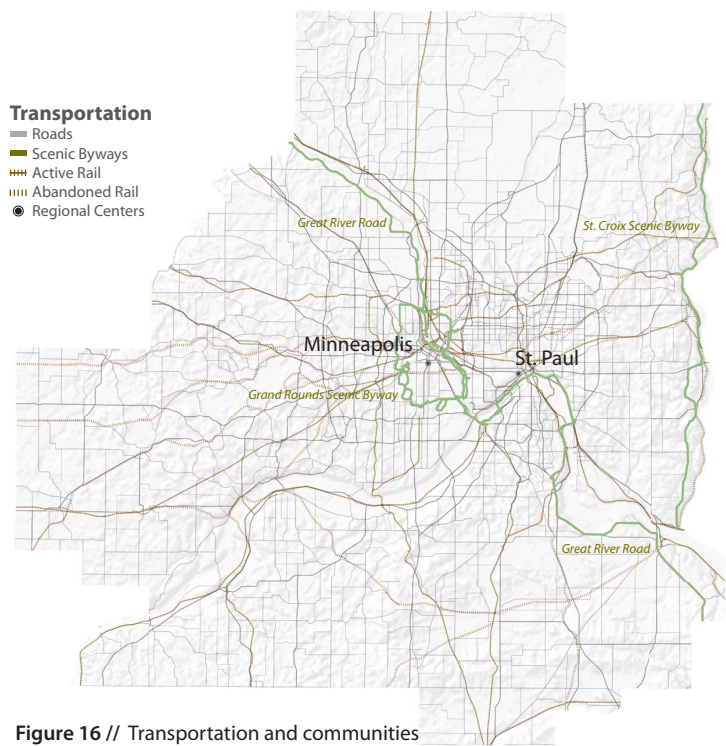 Transportation
Roads
Scenic Byways
Active Rail
Abandoned Rail
Regional Centers
Great River Road
St. Croix Scenic Byway
Minneapolis
St. Paul
Grand Rounds Scenic Byway
Great River Road
Figure 16 // Transportation and communities